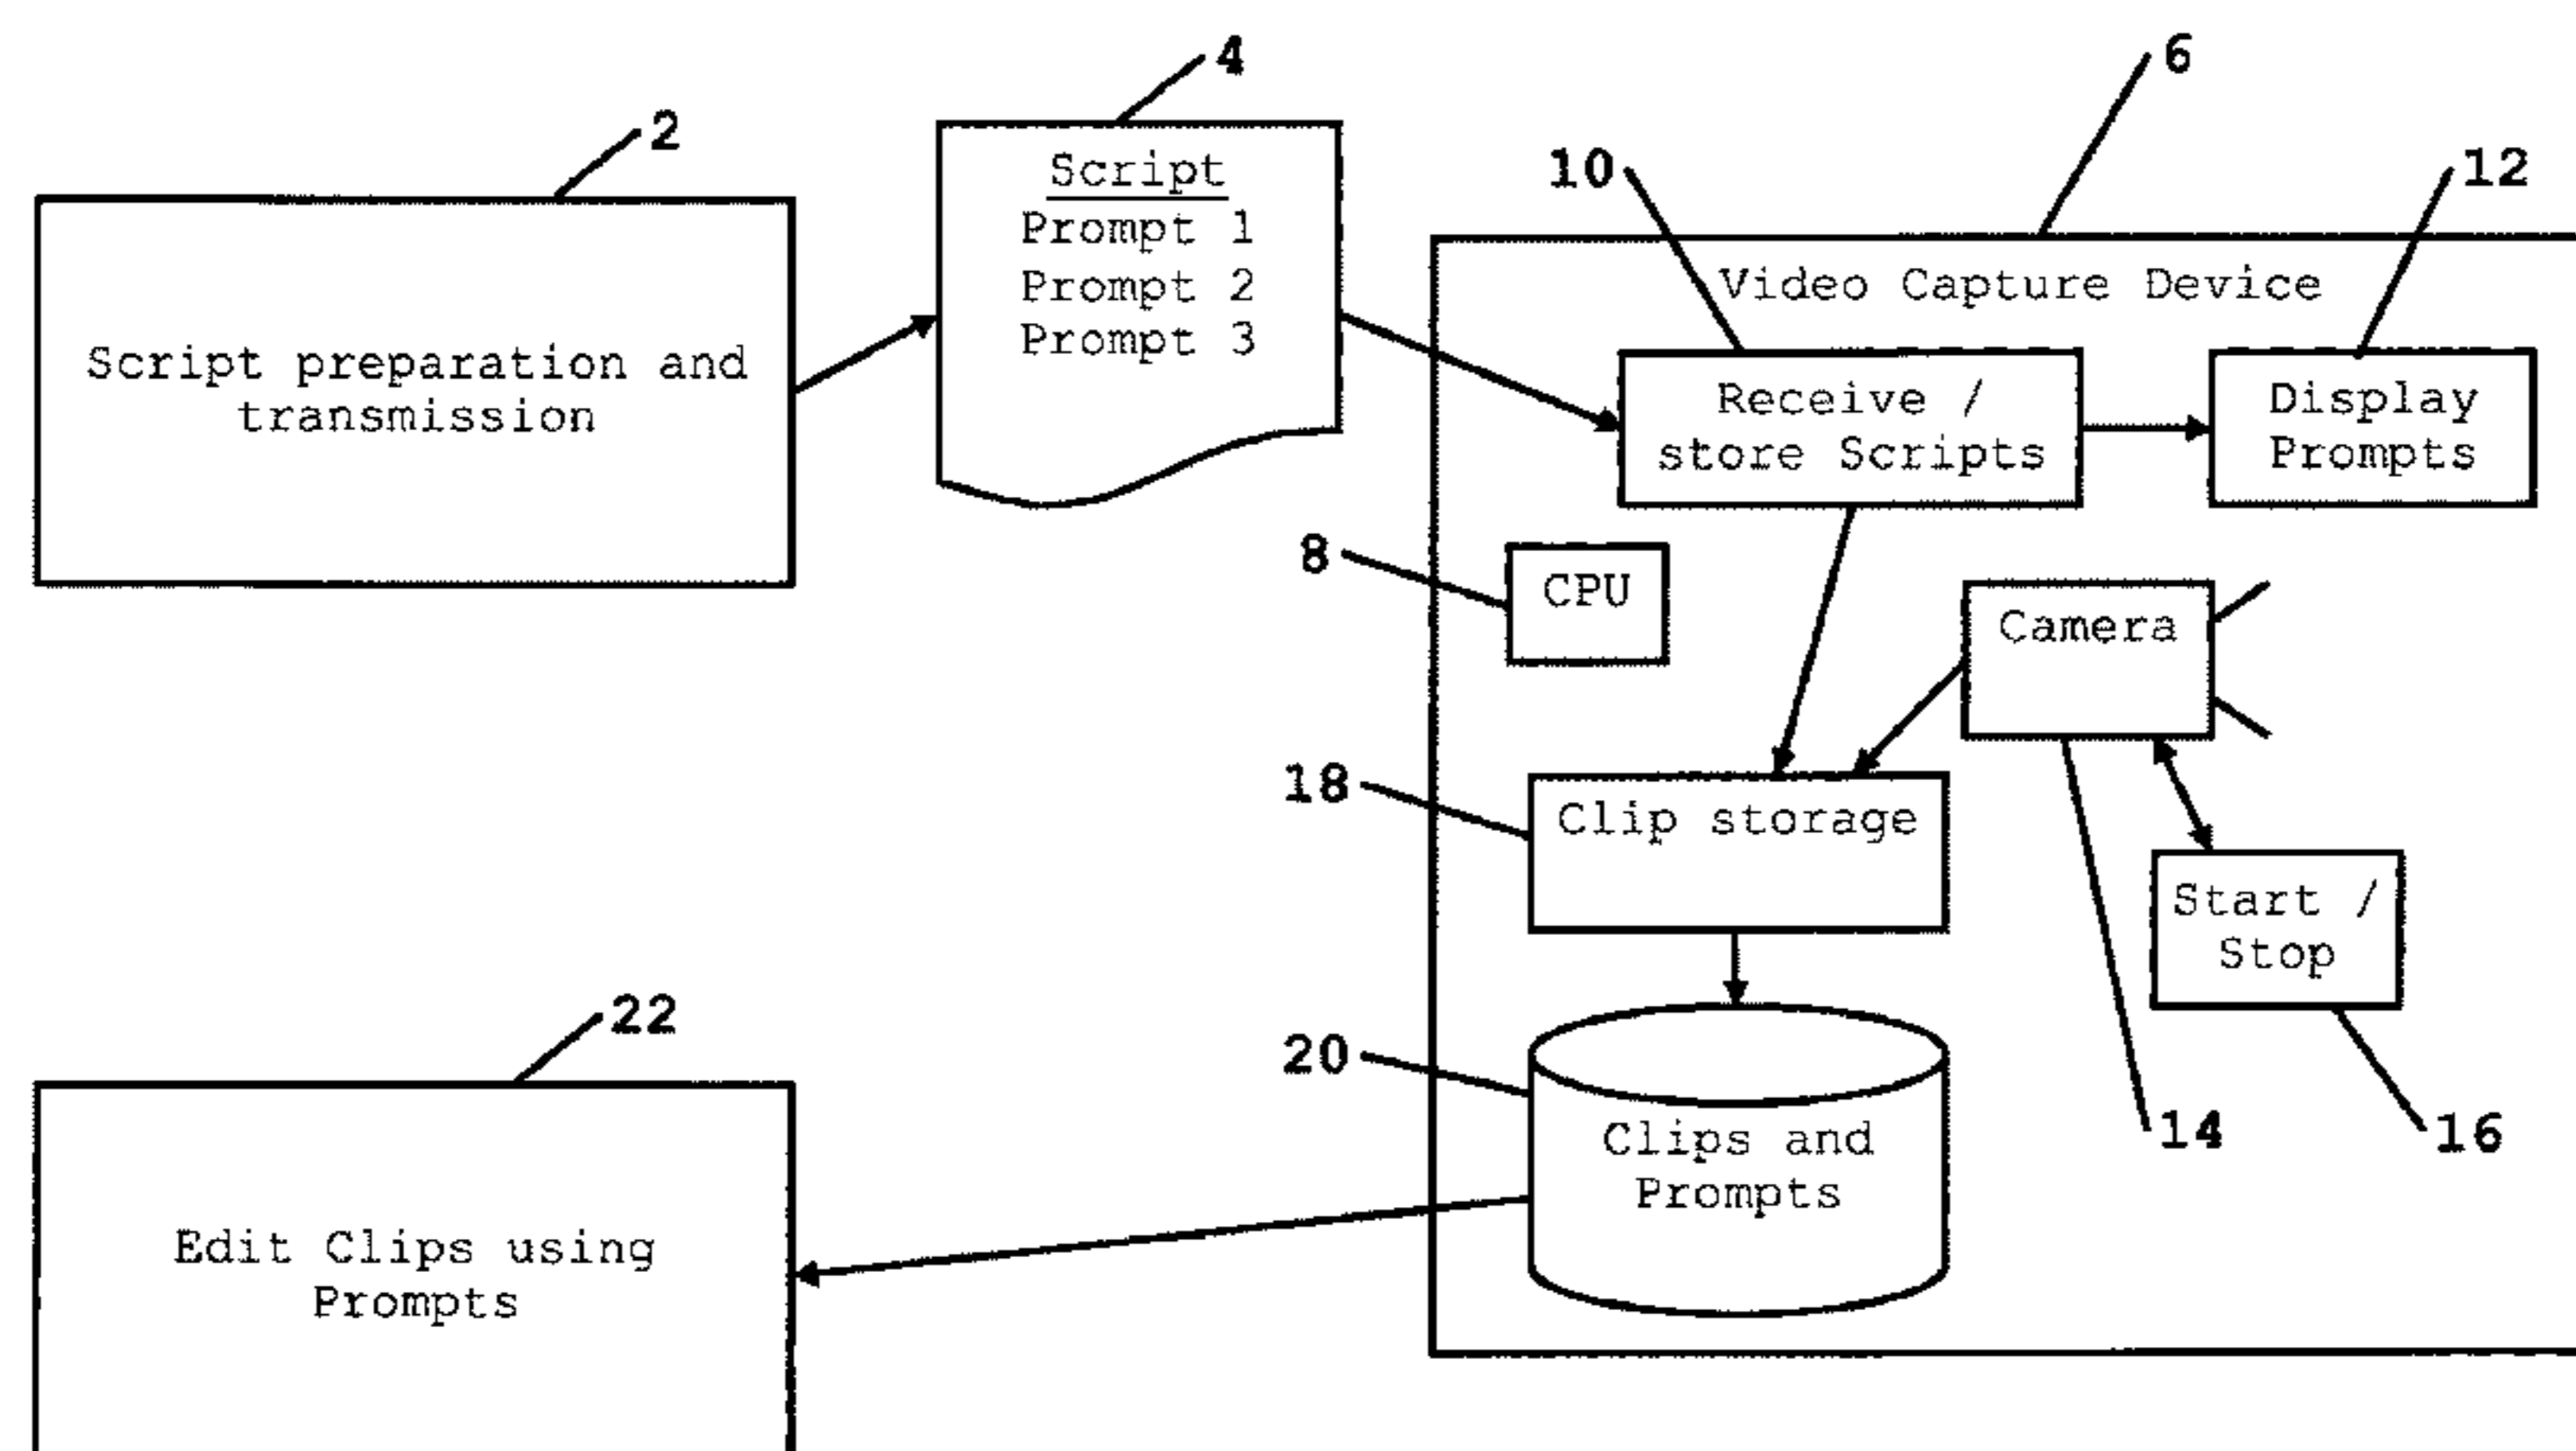 4
6
2
Script
10
12
Prompt 1
Prompt 2
Video Capture Device
Prompt 3
Script preparation and
transmission
Receive /
store Scripts
Display
Prompts
8
CPU
Camera
18
Clip storage
Start /
Stop
22
20
Clips and
Prompts
14
16
Edit Clips using
Prompts